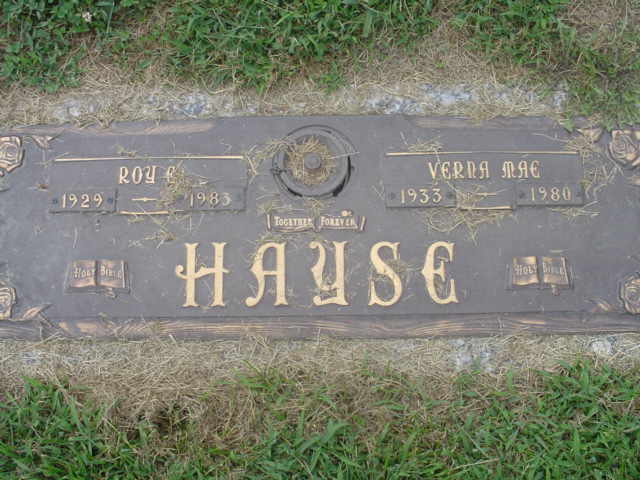 ROY
VERNA MAE
1929 1983
1933 1980
TOGETHER FOREVER
HAYSE
HOLY BIBLE
HOLY BIBLE